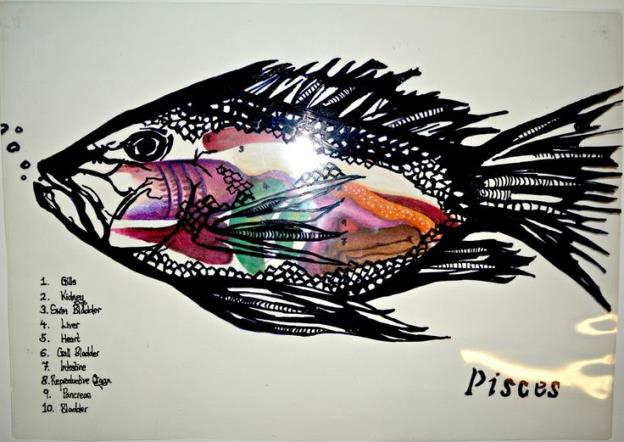 1. Gills
2. Kidney
3. Swim Bladder
4. Liver
5. Heart
6. Gall Bladder
7. Intestine
8. Reproductive Organ
9. Pancreas
10. Bladder
Pisces